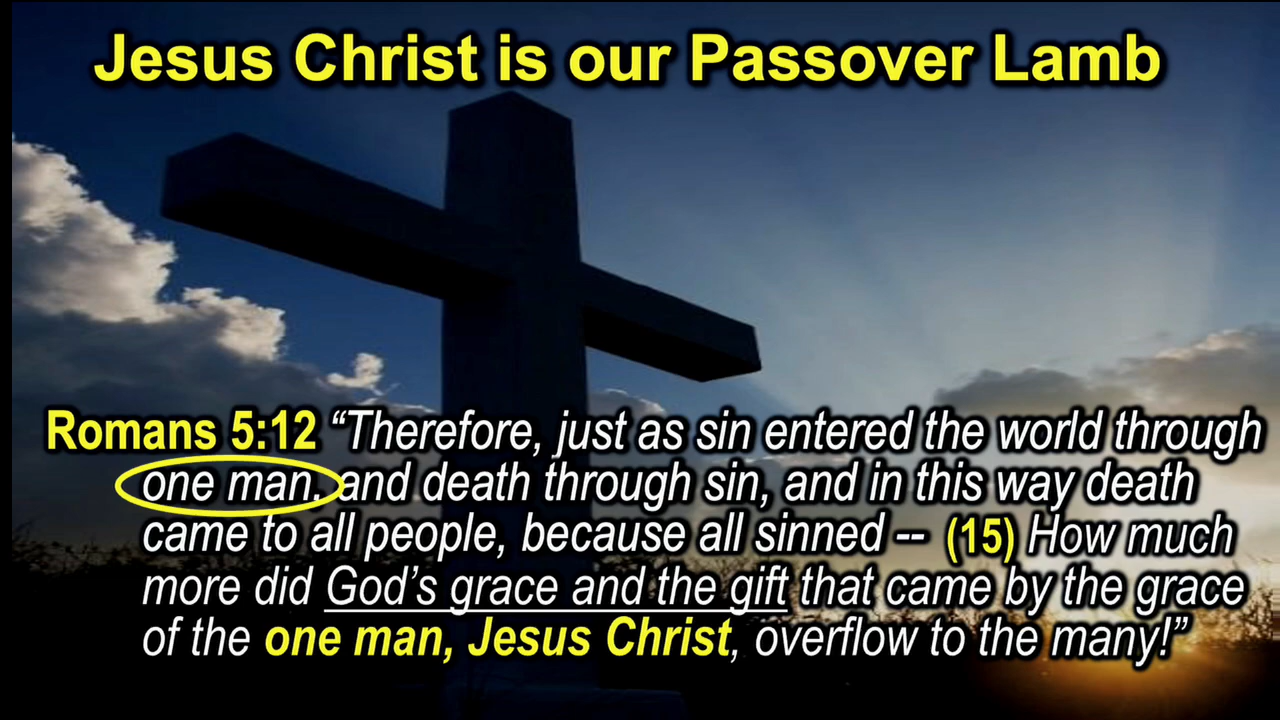 Jesus Christ is our Passover Lamb
Romans 5:12 “Therefore, just as sin entered the world through
one man, and death through sin, and in this way death
came to all people, because all sinned -- (15) How much
more did God’s grace and the gift that came by the grace
of the one man, Jesus Christ, overflow to the many!”